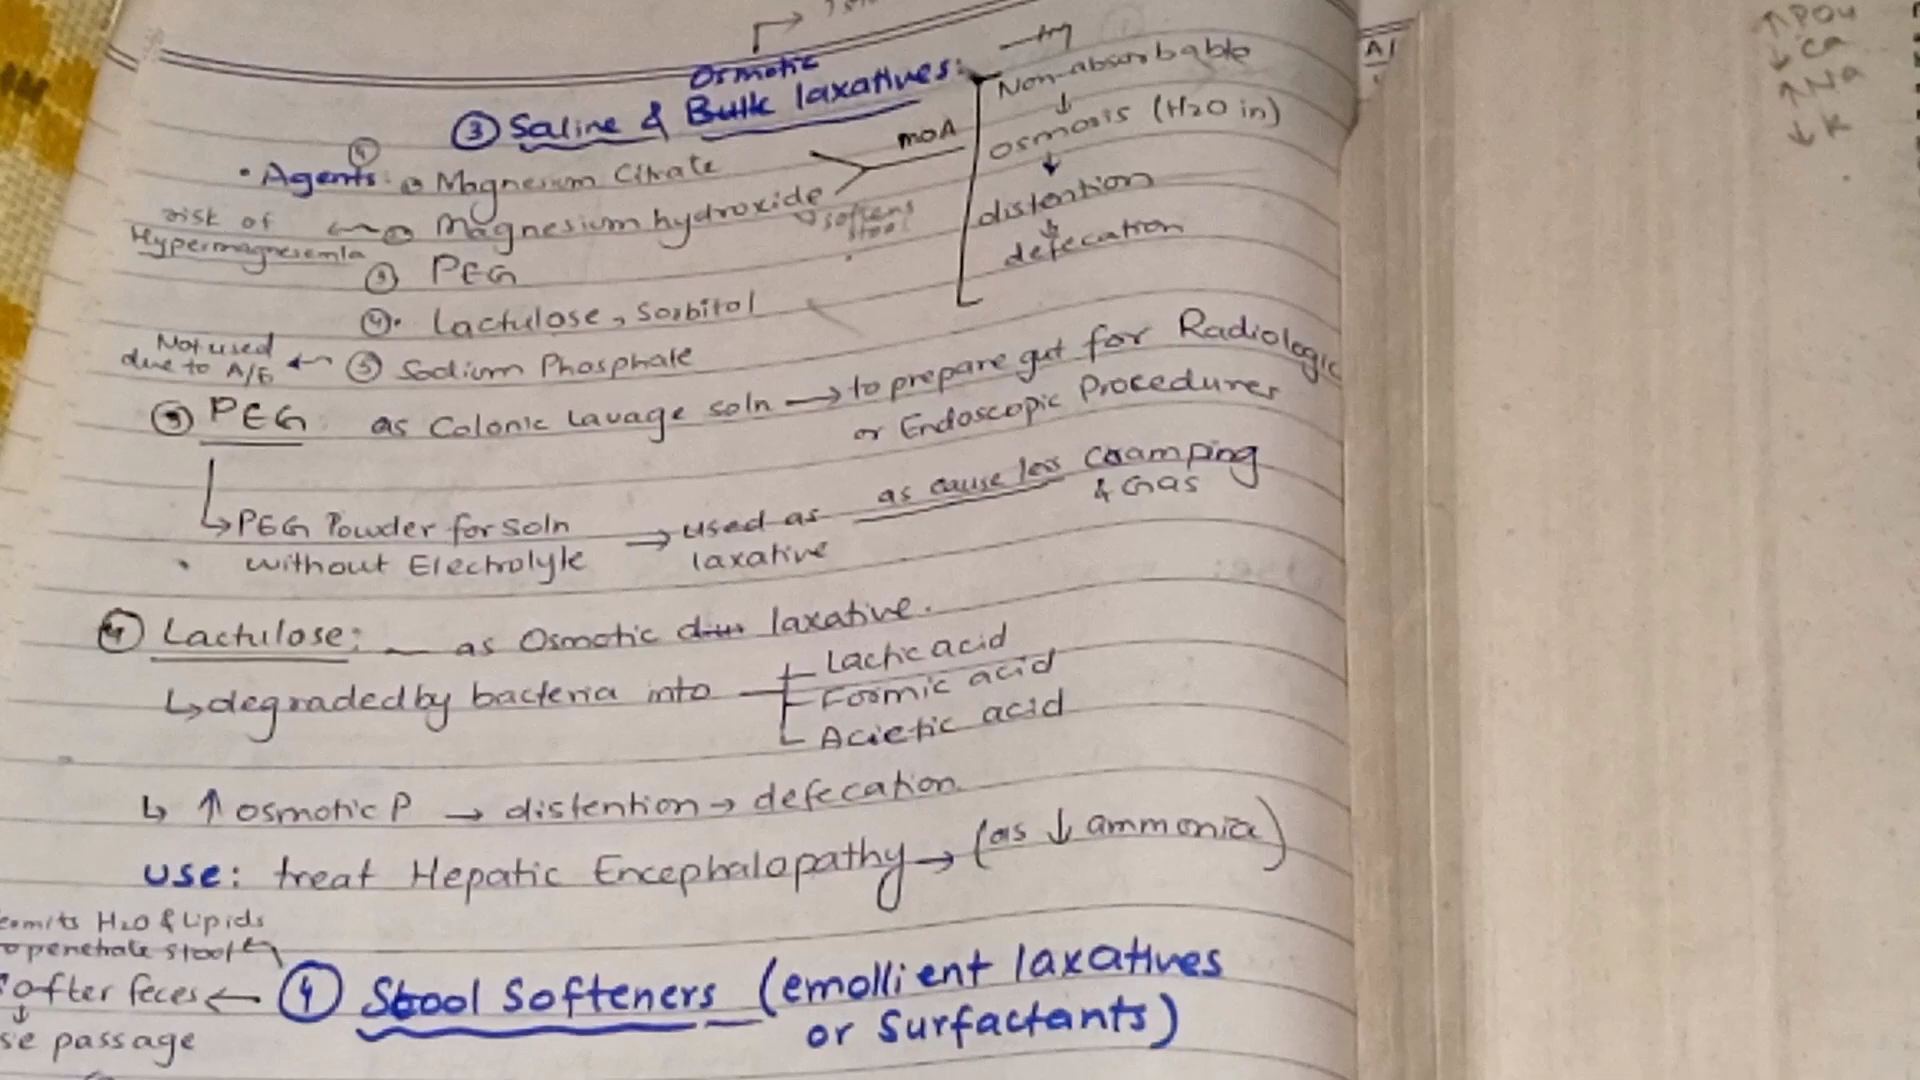 Osmotic
③ Saline & Bulk laxatives:
Non-absorbable
↓
osmosis (H2O in)
↓
distention
↓
defecation
MOA
• Agents: ① Magnesium Citrate
risk of Hypermagnesemia ← ② Magnesium hydroxide
↳ softens stool
③ PEG
④. Lactulose, Sorbitol
Not used due to A/E ← ⑤ Sodium Phosphate
③ PEG: as Colonic Lavage soln → to prepare gut for Radiologic
or Endoscopic Procedures
↳ PEG Powder for soln → used as as cause less cramping
• without Electrolyte laxative & Gas
④ Lactulose: — as Osmotic laxative.
↳ degraded by bacteria into Lactic acid
Formic acid
Acietic acid
↳ ↑ osmotic P → distention → defecation
USE: treat Hepatic Encephalopathy → (as ↓ ammonia)
H2O & Lipids
penetrate stool
feces ← ④ Stool Softeners (emollient laxatives
↓
passage
or Surfactants)
A/
↑ PO4
↓ Ca
↑ Na
↓ K